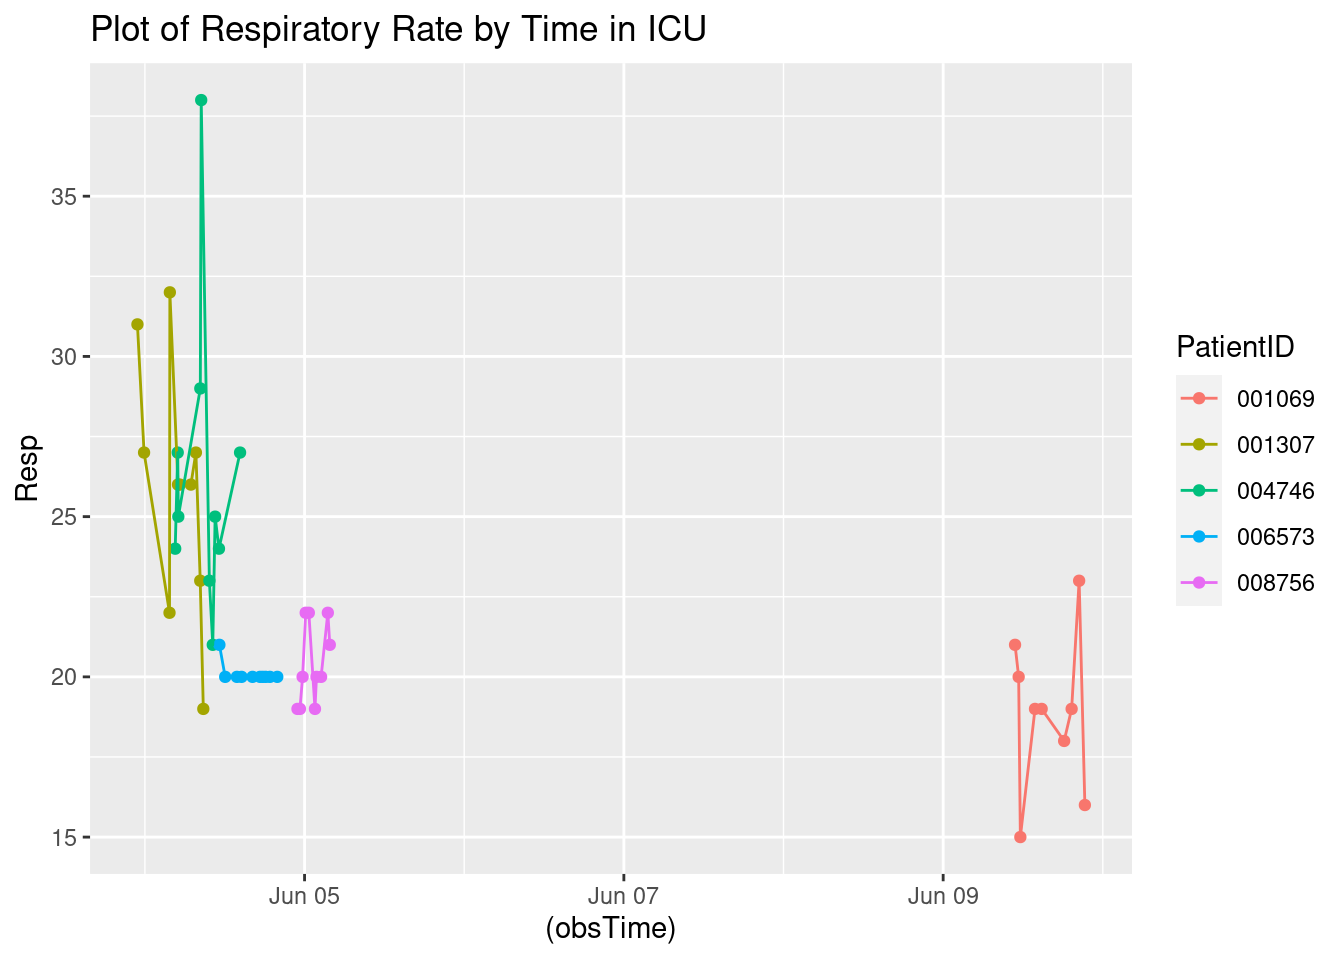 Plot of Respiratory Rate by Time in ICU
Resp
35
30
25
20
15
Jun 05 Jun 07 Jun 09
(obsTime)
PatientID
001069
001307
004746
006573
008756